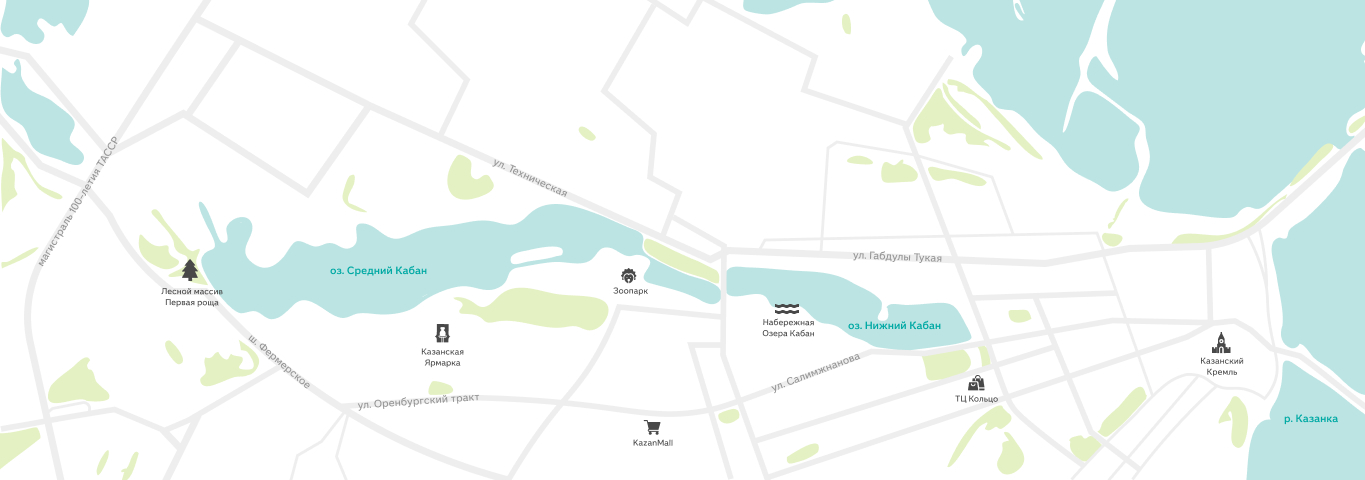 магистраль 100-летия ТАССР
ул. Техническая
ул. Габдулы Тукая
оз. Средний Кабан
Зоопарк
Лесной массив
Первая роща
Набережная
Озера Кабан
оз. Нижний Кабан
Казанская
Ярмарка
ш. Фермерское
ул. Салимжнанова
Казанский
Кремль
ул. Оренбургский тракт
ТЦ Кольцо
р. Казанка
KazanMall